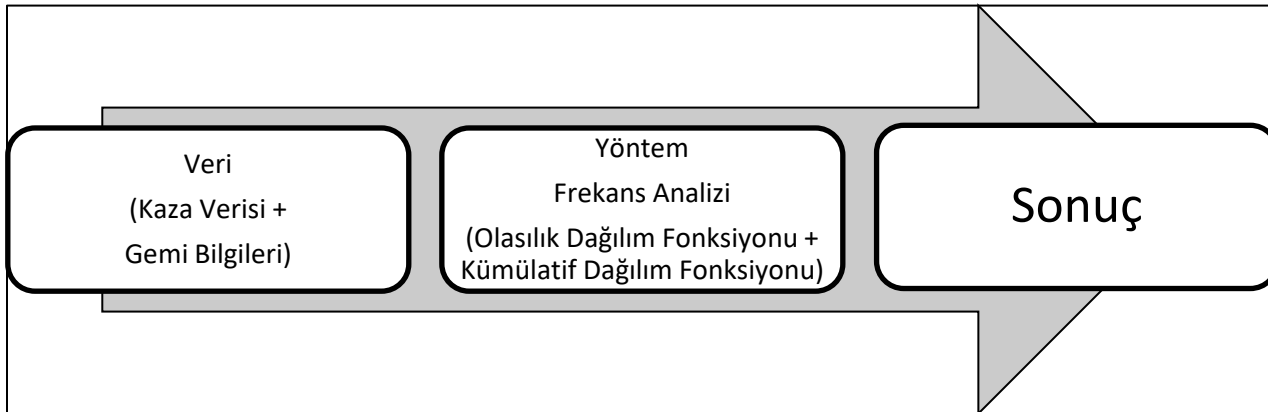 Veri
(Kaza Verisi +
Gemi Bilgileri)
Yöntem
Frekans Analizi
(Olasılık Dağılım Fonksiyonu +
Kümülatif Dağılım Fonksiyonu)
Sonuç